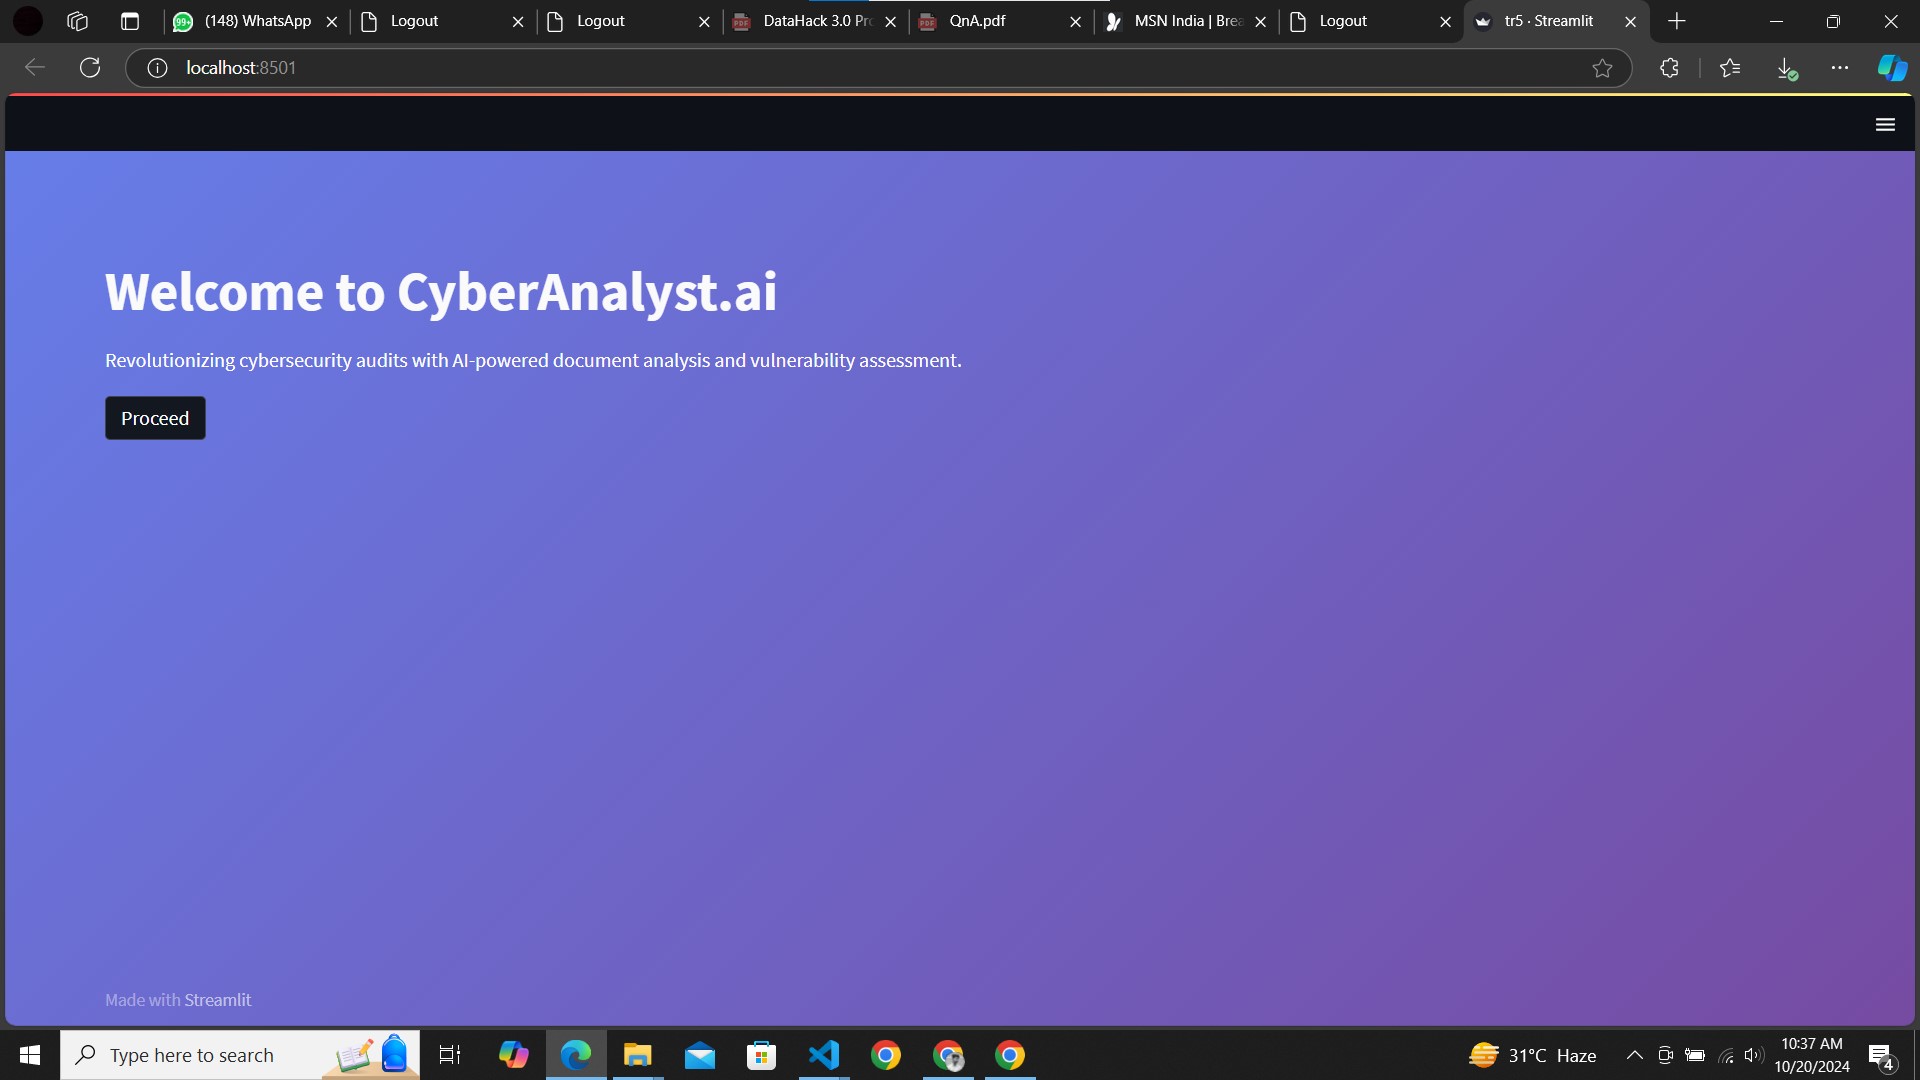 (148) WhatsApp
Logout
Logout
DataHack 3.0 Pr
QnA.pdf
MSN India | Brea
Logout
tr5 · Streamlit
localhost:8501
Welcome to CyberAnalyst.ai
Revolutionizing cybersecurity audits with AI-powered document analysis and vulnerability assessment.
Proceed
Made with Streamlit
Type here to search
31°C Haze
10:37 AM
10/20/2024
4